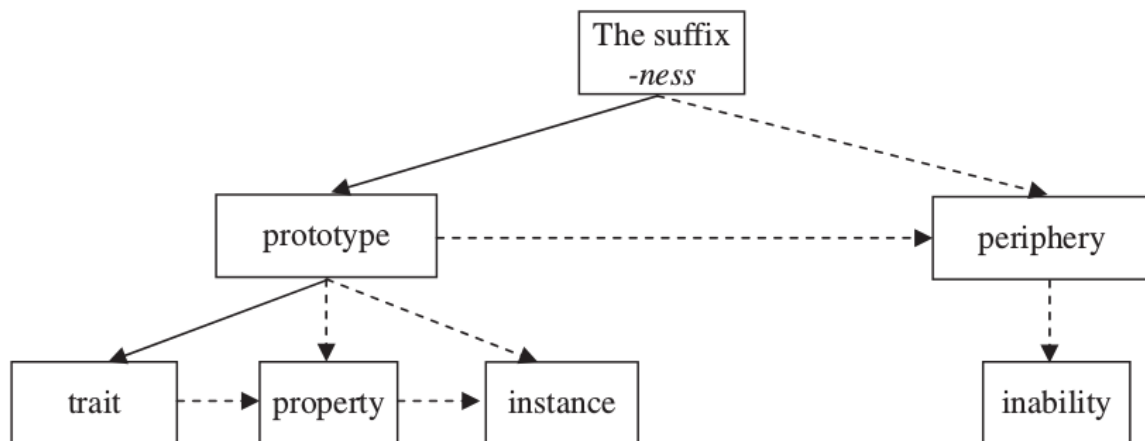 The suffix
-ness
prototype
periphery
trait
property
instance
inability